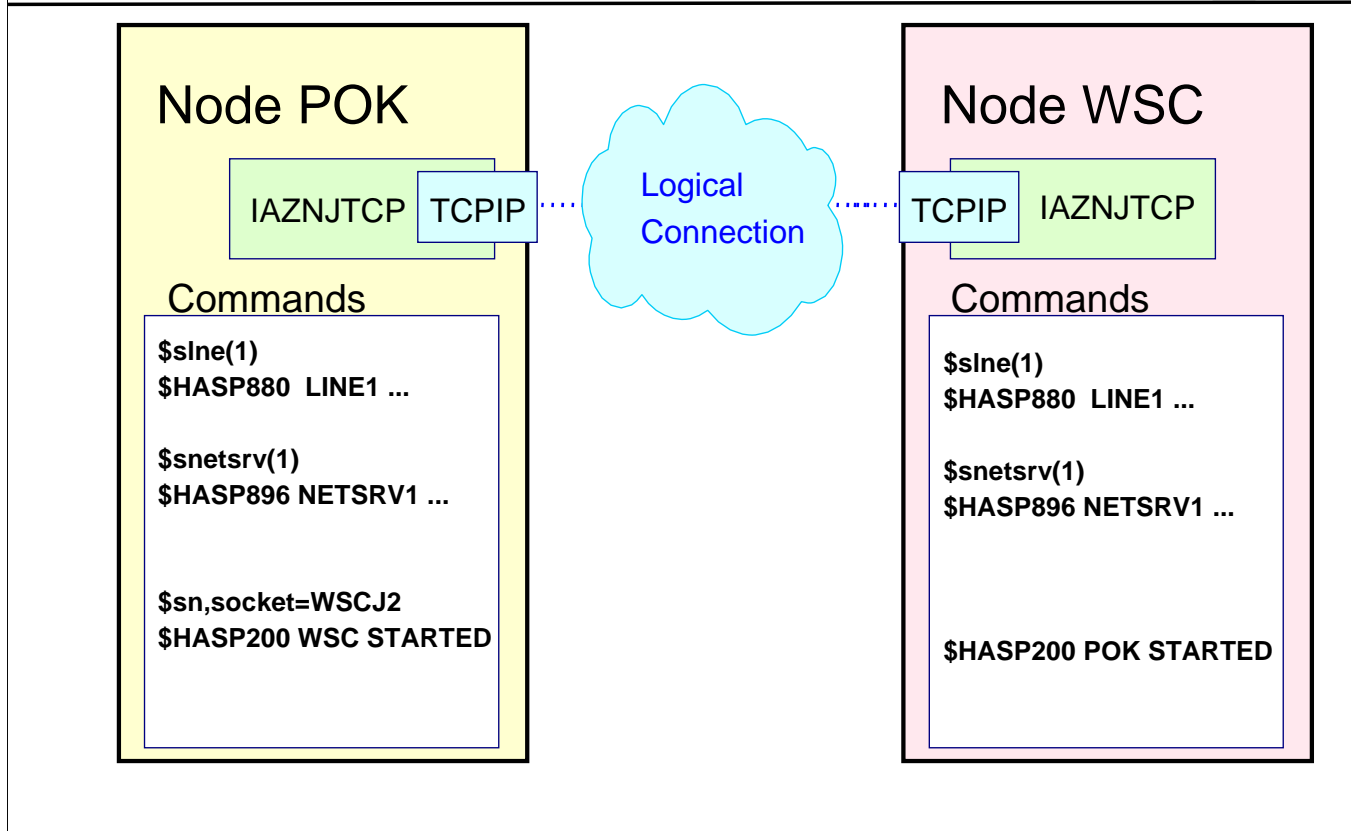 Node POK
IAZNJTCP
TCPIP
Commands
$slne(1)
$HASP880  LINE1 ...
$snetsrv(1)
$HASP896 NETSRV1 ...
$sn,socket=WSCJ2
$HASP200 WSC STARTED
Logical
Connection
Node WSC
TCPIP
IAZNJTCP
Commands
$slne(1)
$HASP880  LINE1 ...
$snetsrv(1)
$HASP896 NETSRV1 ...
$HASP200 POK STARTED